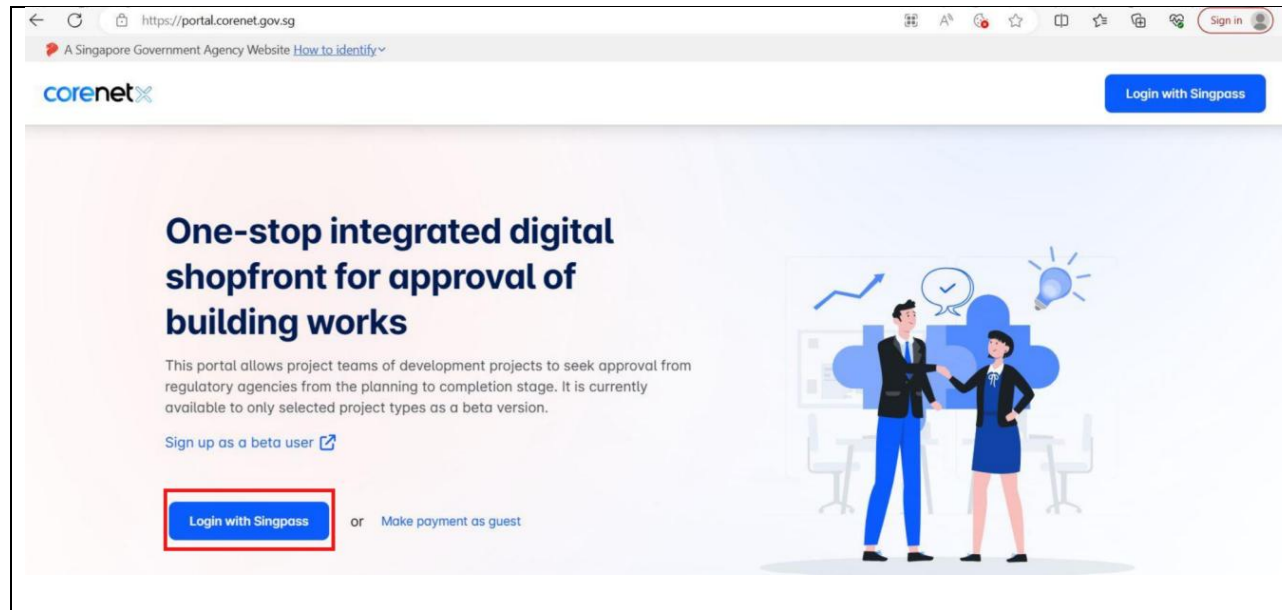 https://portal.corenet.gov.sg
Sign in
A Singapore Government Agency Website How to identify
corenetx
Login with Singpass
One-stop integrated digital
shopfront for approval of
building works
This portal allows project teams of development projects to seek approval from
regulatory agencies from the planning to completion stage. It is currently
available to only selected project types as a beta version.
Sign up as a beta user
Login with Singpass or Make payment as guest